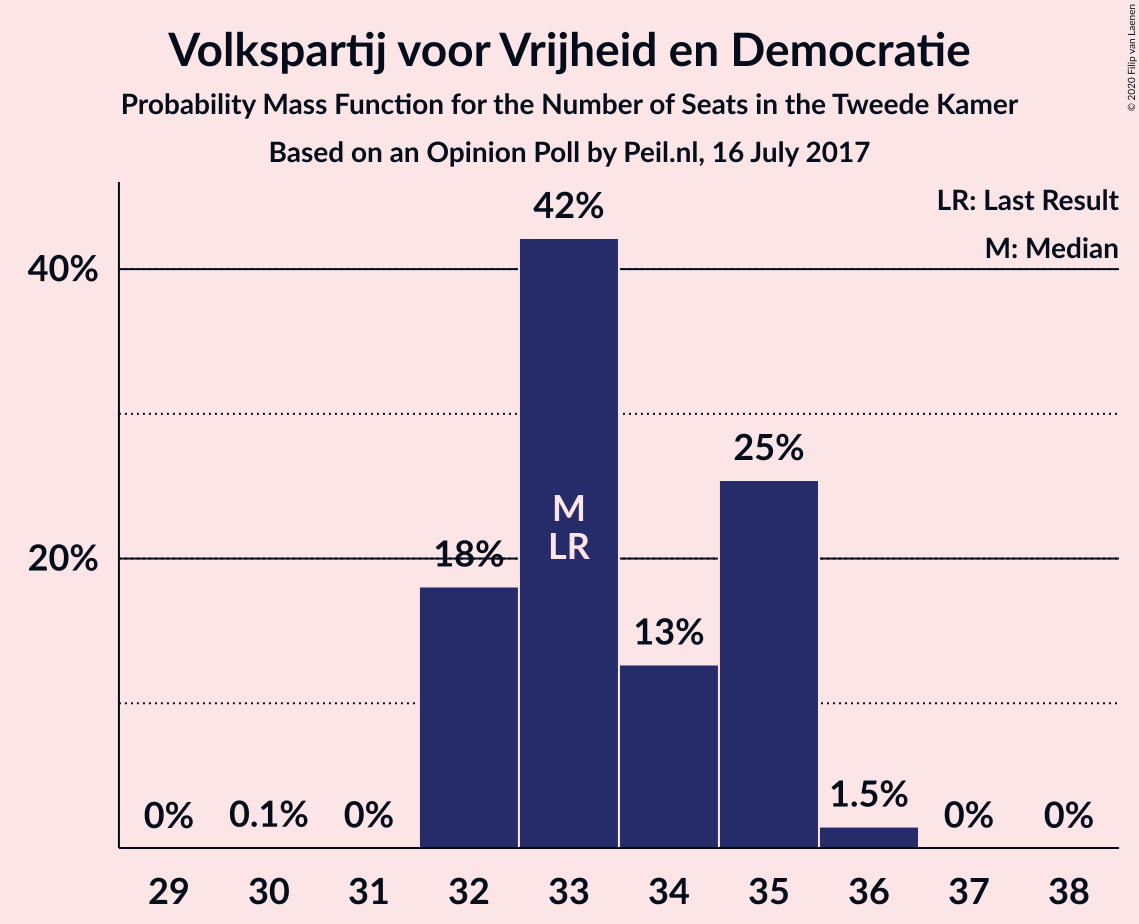 Volkspartij voor Vrijheid en Democratie
Probability Mass Function for the Number of Seats in the Tweede Kamer
Based on an Opinion Poll by Peil.nl, 16 July 2017
© 2020 Filip van Laenen
LR: Last Result
M: Median
40%
20%
0%
0.1%
0%
18%
42%
M
LR
13%
25%
1.5%
0%
0%
29
30
31
32
33
34
35
36
37
38